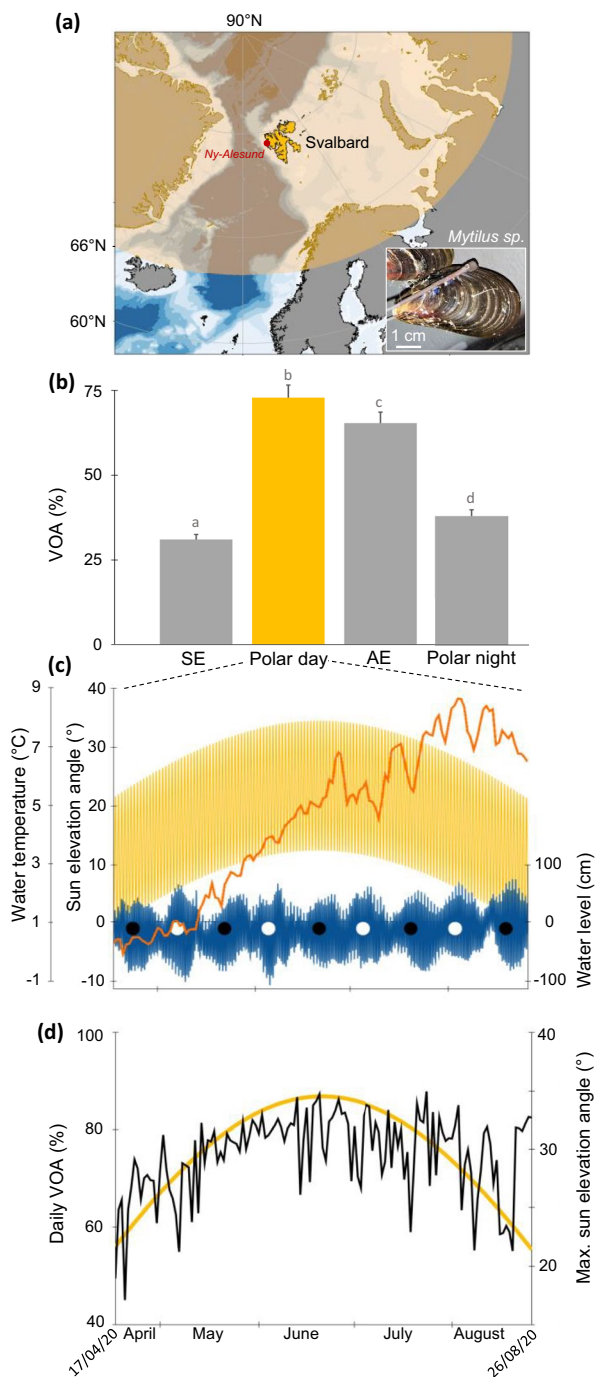 (a)
90°N
Svalbard
Ny-Alesund
66°N
60°N
Mytilus sp.
1 cm
(b)
VOA (%)
75
50
25
0
a
b
c
d
SE
Polar day
AE
Polar night
(c)
Water temperature (°C)
9
7
5
3
1
-1
Sun elevation angle (°)
40
30
20
10
0
-10
Water level (cm)
100
0
-100
(d)
Daily VOA (%)
100
80
60
40
Max. sun elevation angle (°)
40
30
20
17/04/20
April
May
June
July
August
26/08/20